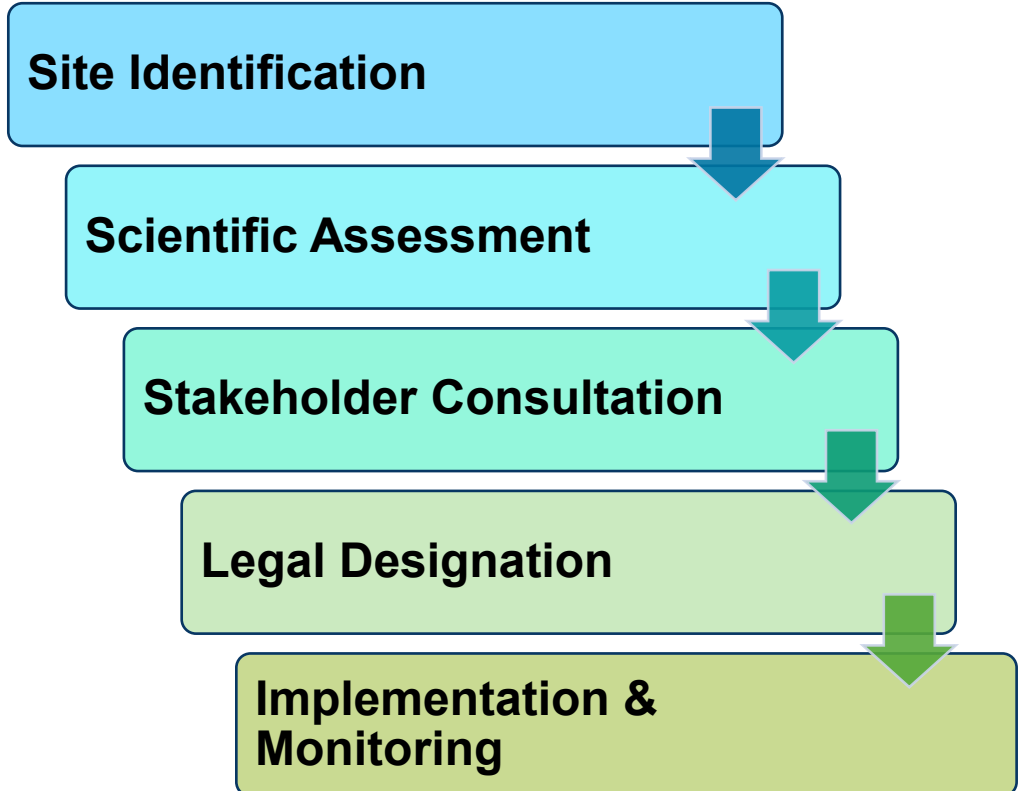 Site Identification
Scientific Assessment
Stakeholder Consultation
Legal Designation
Implementation &
Monitoring